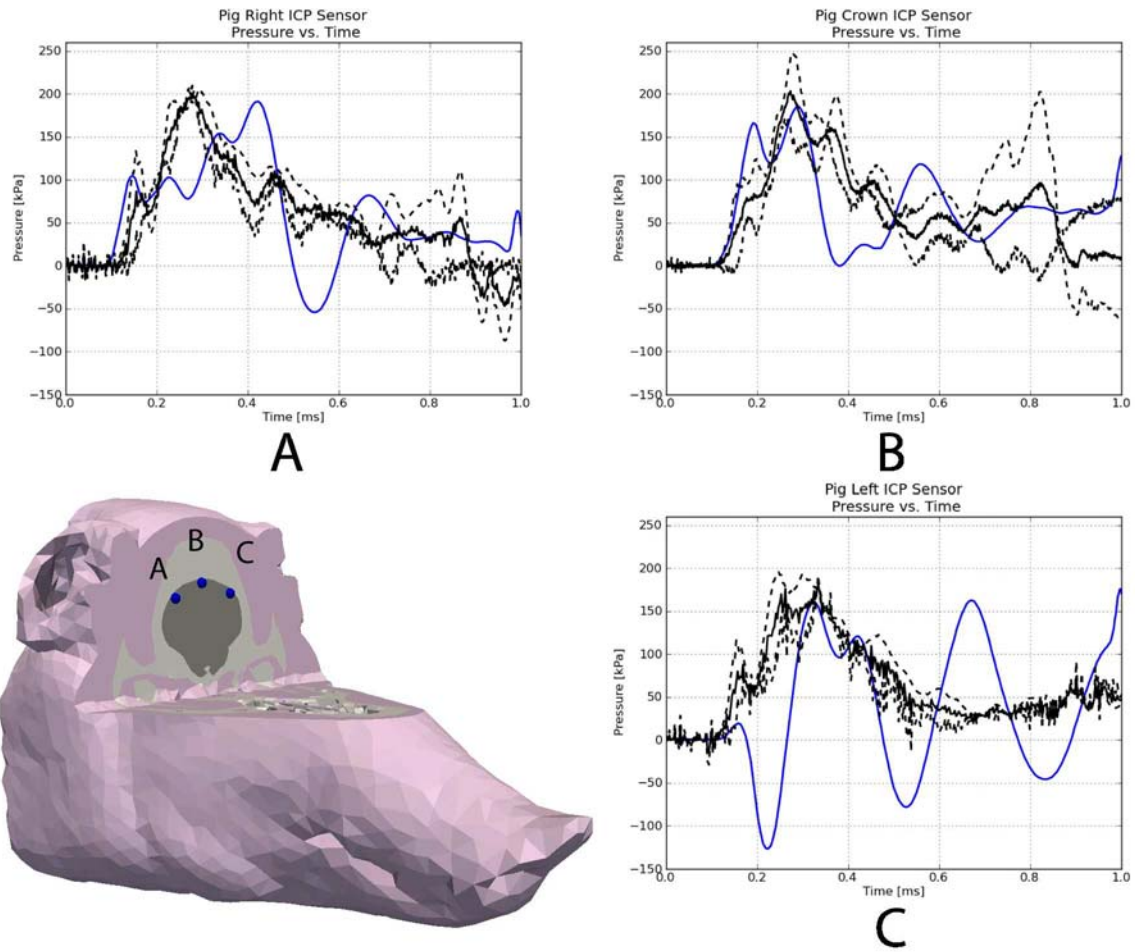 Pig Right ICP Sensor
Pressure vs. Time
250
200
150
100
50
0
−50
−100
−150
Pressure [kPa]
0.0 0.2 0.4 0.6 0.8 1.0
Time [ms]
A
Pig Crown ICP Sensor
Pressure vs. Time
250
200
150
100
50
0
−50
−100
−150
Pressure [kPa]
0.0 0.2 0.4 0.6 0.8 1.0
Time [ms]
B
A
B
C
Pig Left ICP Sensor
Pressure vs. Time
250
200
150
100
50
0
−50
−100
−150
Pressure [kPa]
0.0 0.2 0.4 0.6 0.8 1.0
Time [ms]
C